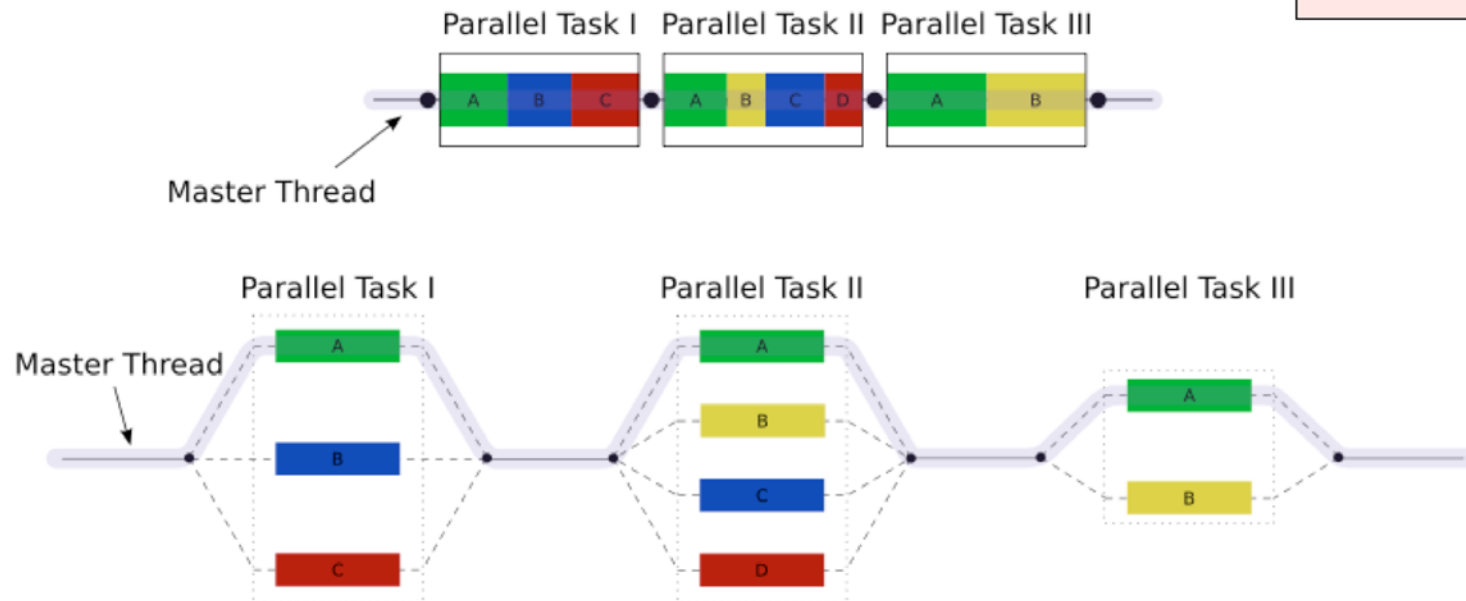 Parallel Task I Parallel Task II Parallel Task III
A B C A B C D A B
Master Thread
Parallel Task I Parallel Task II Parallel Task III
Master Thread
A A
A
B
B
C
B
C D